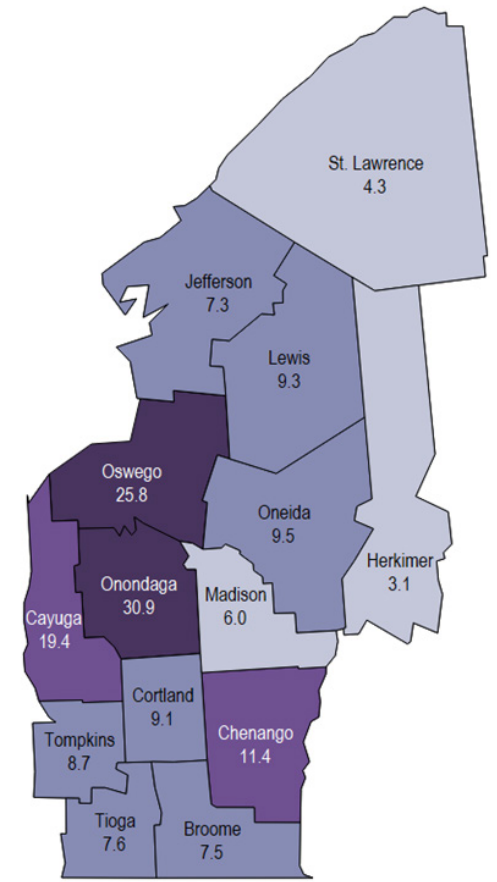 St. Lawrence
4.3
Jefferson
7.3
Lewis
9.3
Oswego
25.8
Oneida
9.5
Herkimer
3.1
Onondaga
30.9
Madison
6.0
Cayuga
19.4
Cortland
9.1
Chenango
11.4
Tompkins
8.7
Tioga
7.6
Broome
7.5